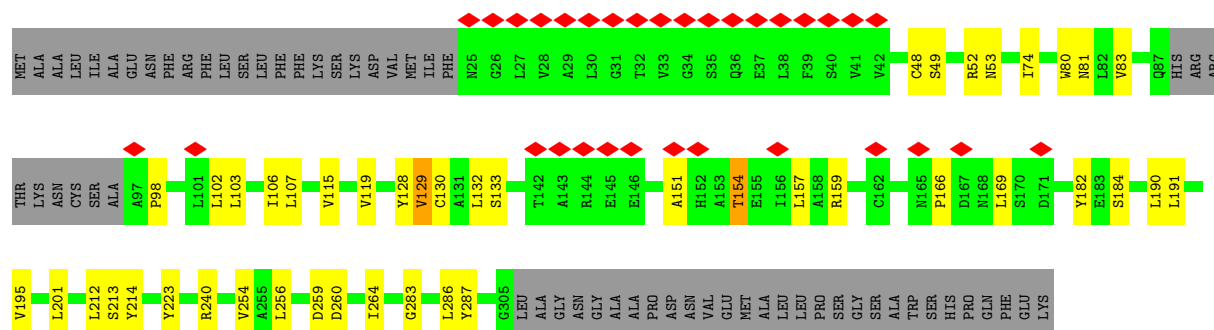 MET ALA ALA LEU ILE ALA GLU ASN PHE ARG PHE LEU SER LEU PHE PHE LYS SER LYS ASP VAL MET ILE PHE N25 G26 L27 V28 A29 L30 G31 T32 V33 G34 S35 Q36 E37 L38 F39 S40 V41 V42 C48 S49 R52 N53 I74 W80 N81 L82 V83 Q87 HIS ARG ARG
THR LYS ASN CYS SER ALA A97 P98 L101 L102 L103 I106 L107 V115 V119 Y128 V129 C130 A131 L132 S133 T142 A143 R144 E145 E146 A151 H152 A153 T154 E155 I156 L157 A158 R159 C162 N165 P166 D167 N168 L169 S170 D171 Y182 E183 S184 L190 L191
V195 L201 L212 S213 Y214 Y223 R240 V254 A255 L256 D259 D260 I264 G283 L286 Y287 G305 LEU ALA GLY ASN GLY ALA ALA PRO ASP ASN VAL GLU MET ALA LEU LEU PRO SER GLY SER ALA TRP SER HIS PRO GLN PHE GLU LYS